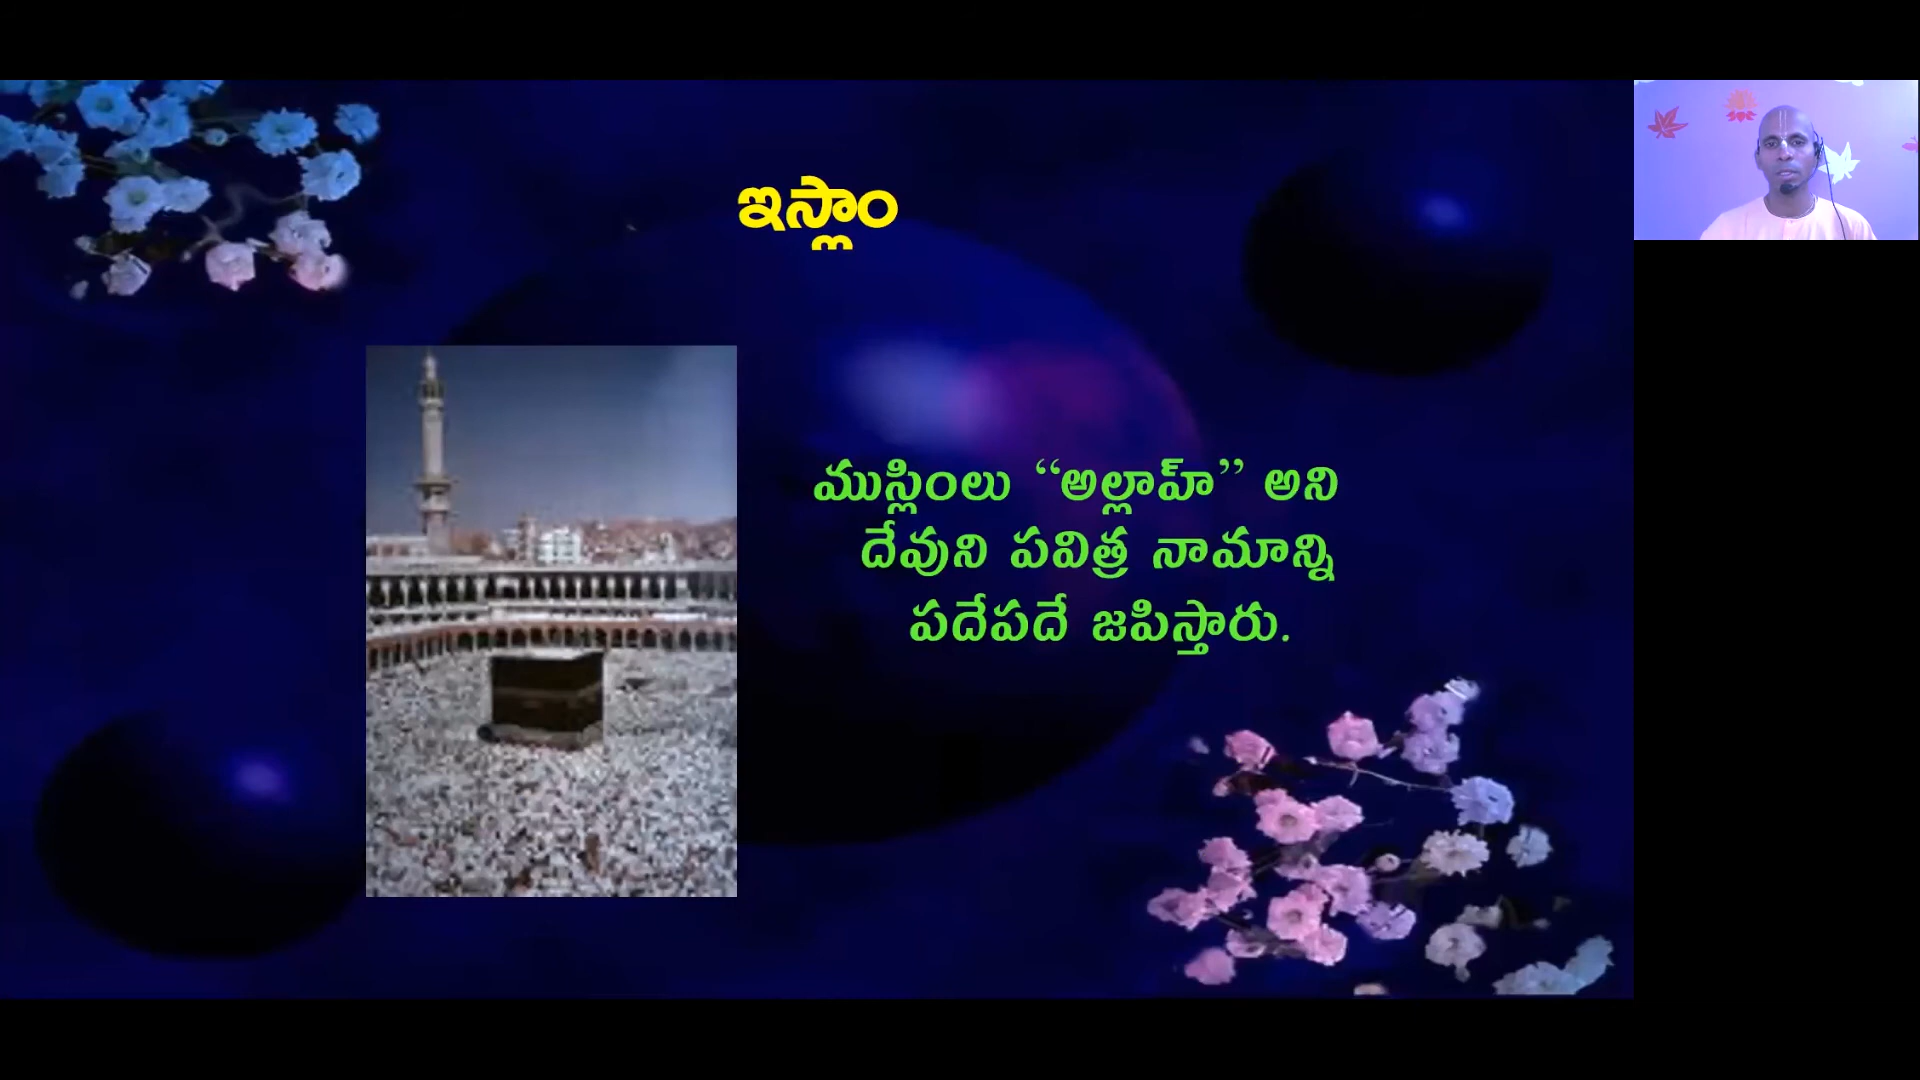 ఇస్లాం
ముస్లింలు “అల్లాహ్” అని
దేవుని పవిత్ర నామాన్ని
పదేపదే జపిస్తారు.